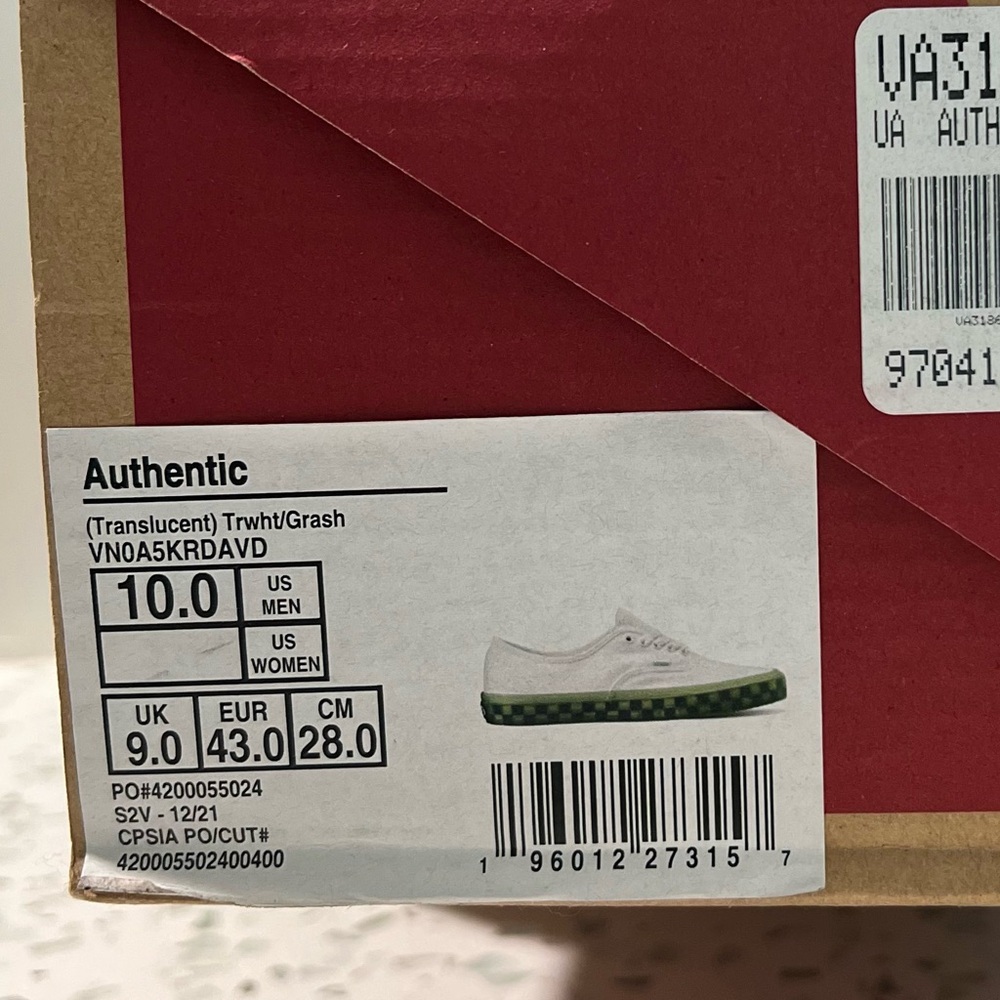 VA31
UA AUTH
VA3186
97041
Authentic
(Translucent) Trwht/Grash
VN0A5KRDAVD
10.0 US MEN
US WOMEN
UK EUR CM
9.0 43.0 28.0
PO#4200055024
S2V - 12/21
CPSIA PO/CUT#
420005502400400
1 96012 27315 7